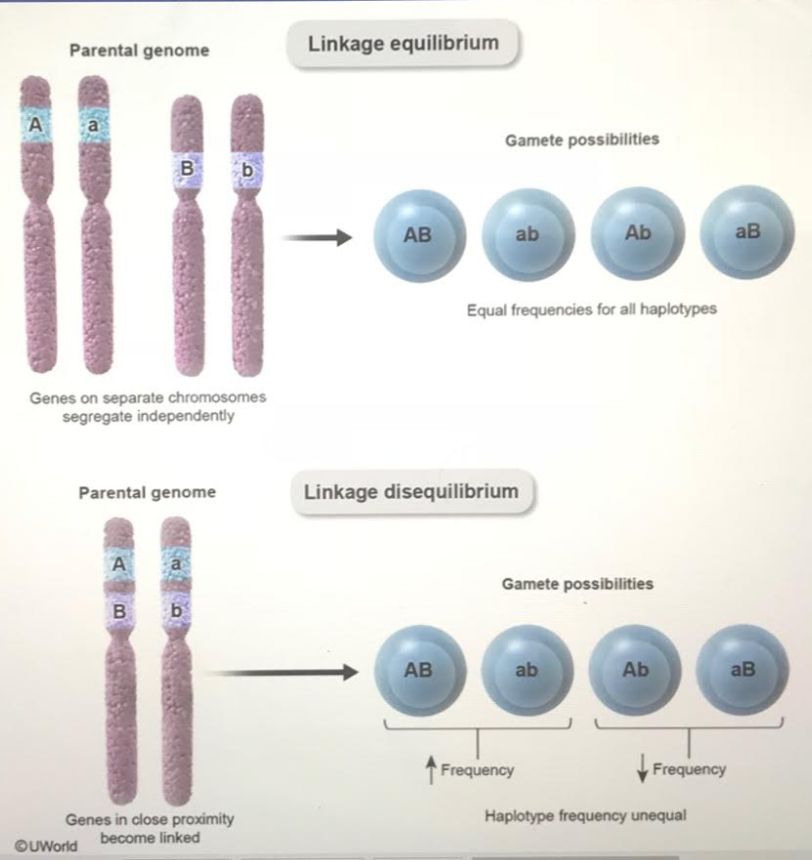 Linkage equilibrium
Parental genome
A
a
B
b
Gamete possibilities
AB
ab
Ab
aB
Equal frequencies for all haplotypes
Genes on separate chromosomes
segregate independently
Linkage disequilibrium
Parental genome
A
a
B
b
Gamete possibilities
AB
ab
Ab
aB
↑ Frequency
↓ Frequency
Haplotype frequency unequal
Genes in close proximity
become linked
©UWorld